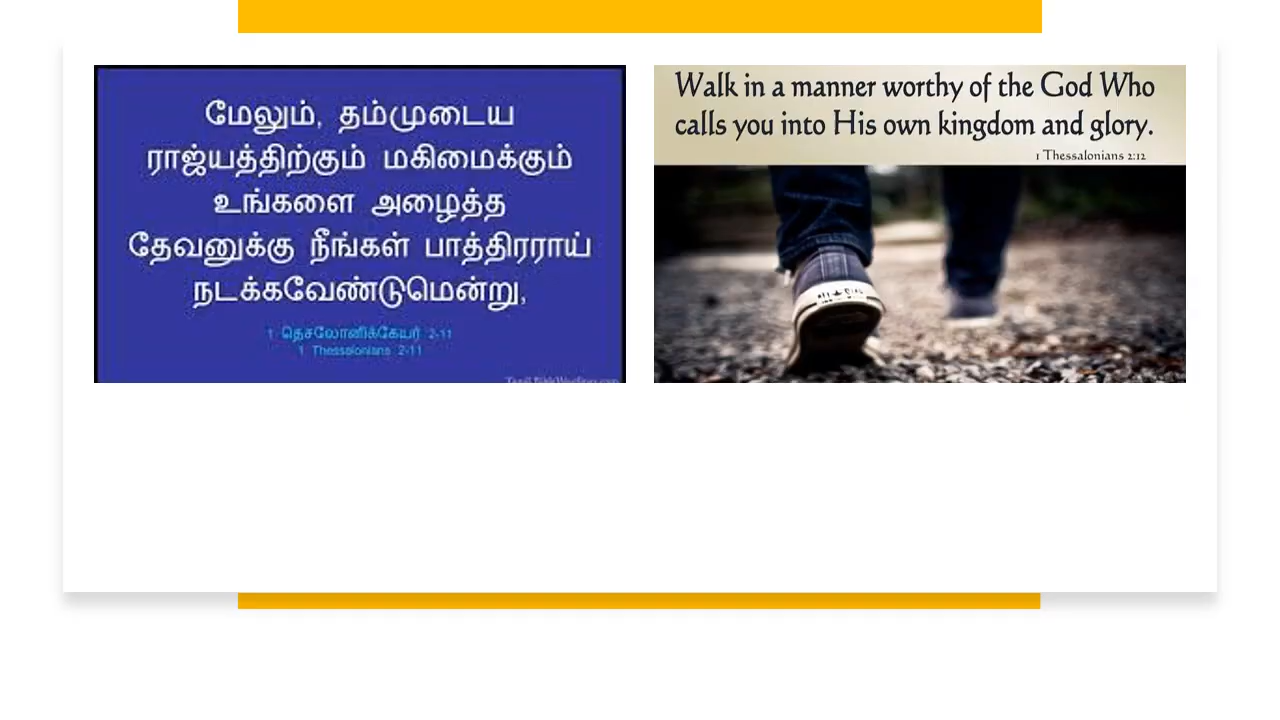 மேலும், தம்முடைய
ராஜ்யத்திற்கும் மகிமைக்கும்
உங்களை அழைத்த
தேவனுக்கு நீங்கள் பாத்திரராய்
நடக்கவேண்டுமென்று,
1 தெசலோனிக்கேயர் 2-11
1 Thessalonians 2-11
Walk in a manner worthy of the God Who
calls you into His own kingdom and glory.
1 Thessalonians 2:12